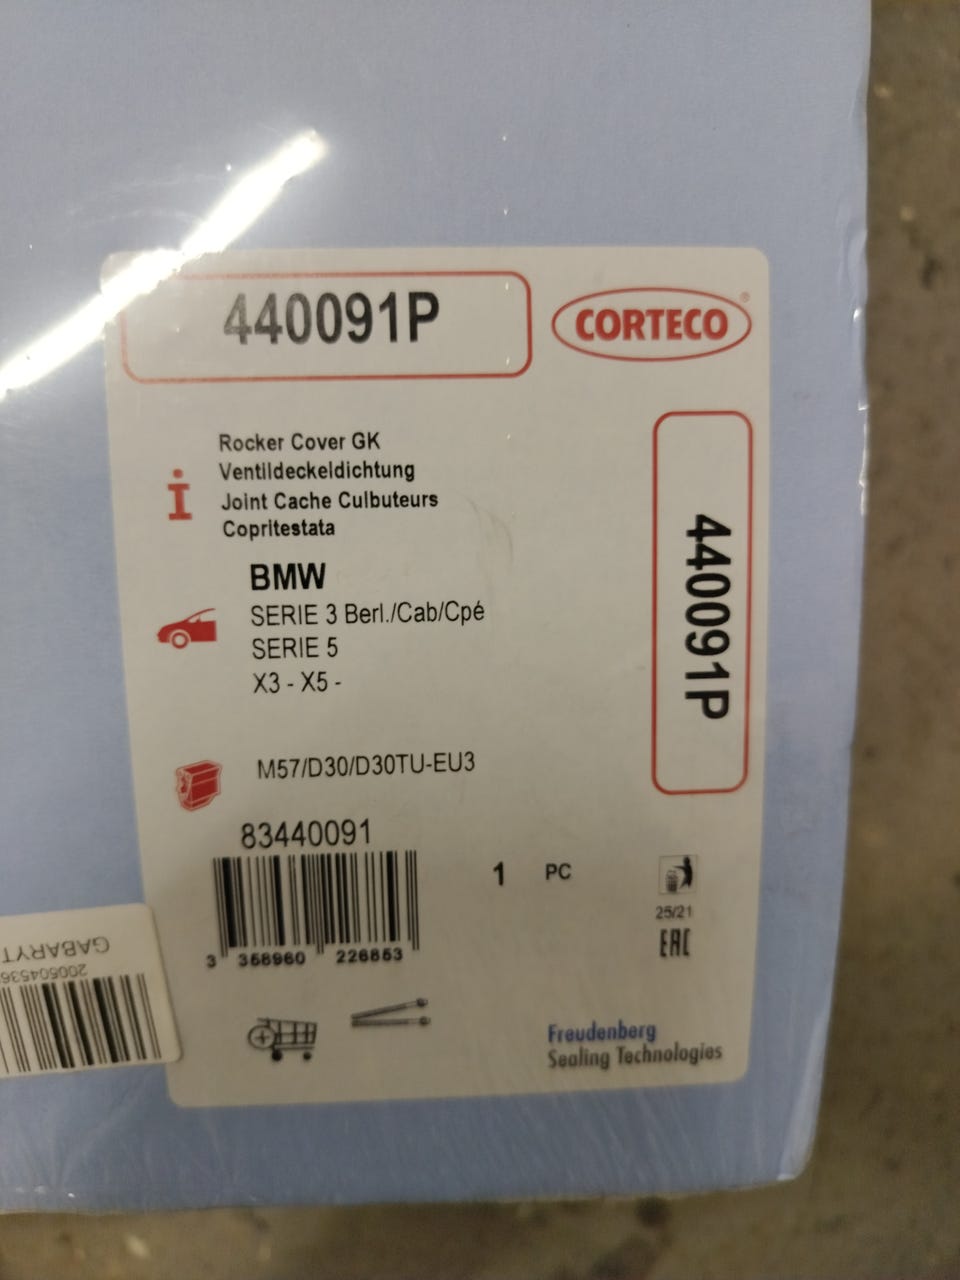 440091P
CORTECO®
Rocker Cover GK
Ventildeckeldichtung
Joint Cache Culbuteurs
Copritestata
BMW
SERIE 3 Berl./Cab/Cpé
SERIE 5
X3 - X5 -
440091P
M57/D30/D30TU-EU3
83440091
1 PC
25/21
EAC
3 358960 226853
Freudenberg
Sealing Technologies
GABARYT